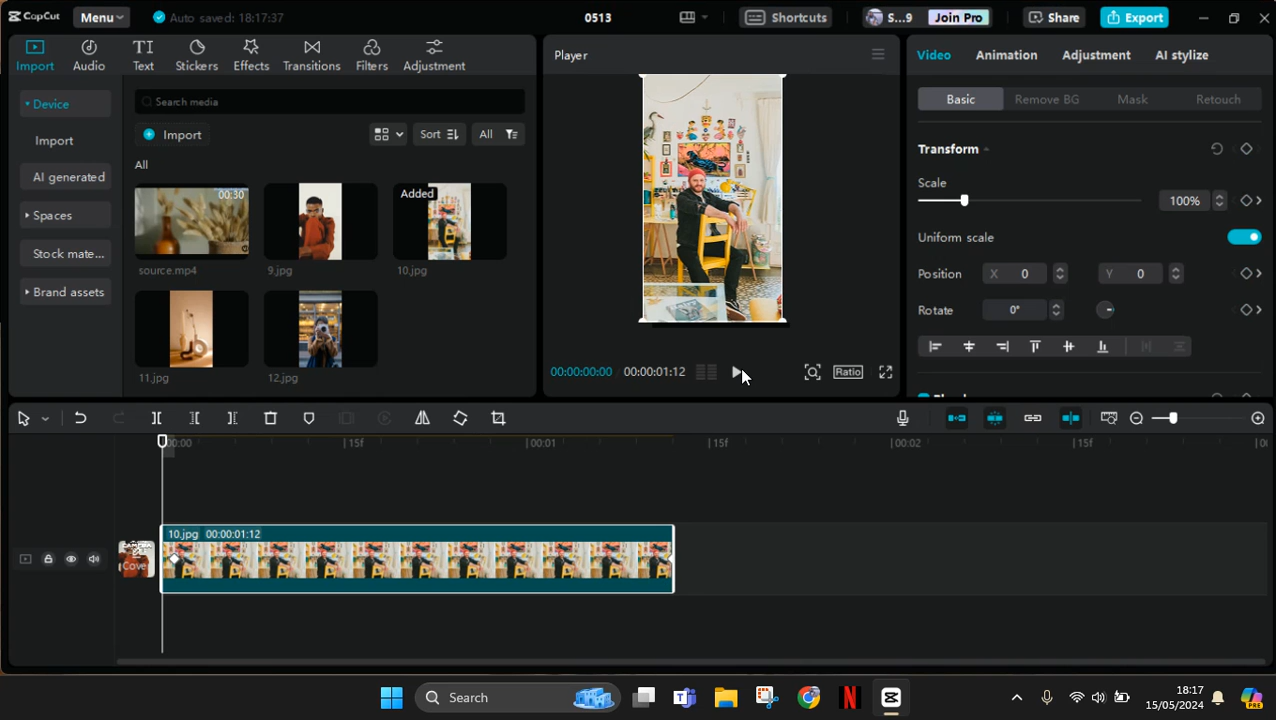 CapCut Menu Auto saved: 18:17:37 0513 Shortcuts S...9 Join Pro Share Export
Import Audio Text Stickers Effects Transitions Filters Adjustment
Device
Import
AI generated
Spaces
Stock mate...
Brand assets
Search media
Import Sort All
All
00:30
Added
source.mp4 9.jpg 10.jpg
11.jpg 12.jpg
Player
00:00:00:00 00:00:01:12 Ratio
Video Animation Adjustment AI stylize
Basic Remove BG Mask Retouch
Transform
Scale
100%
Uniform scale
Position X 0 Y 0
Rotate 0°
00:00 15f 00:01 15f 00:02 15f
10.jpg 00:00:01:12
Cover
Search
18:17
15/05/2024
PRE